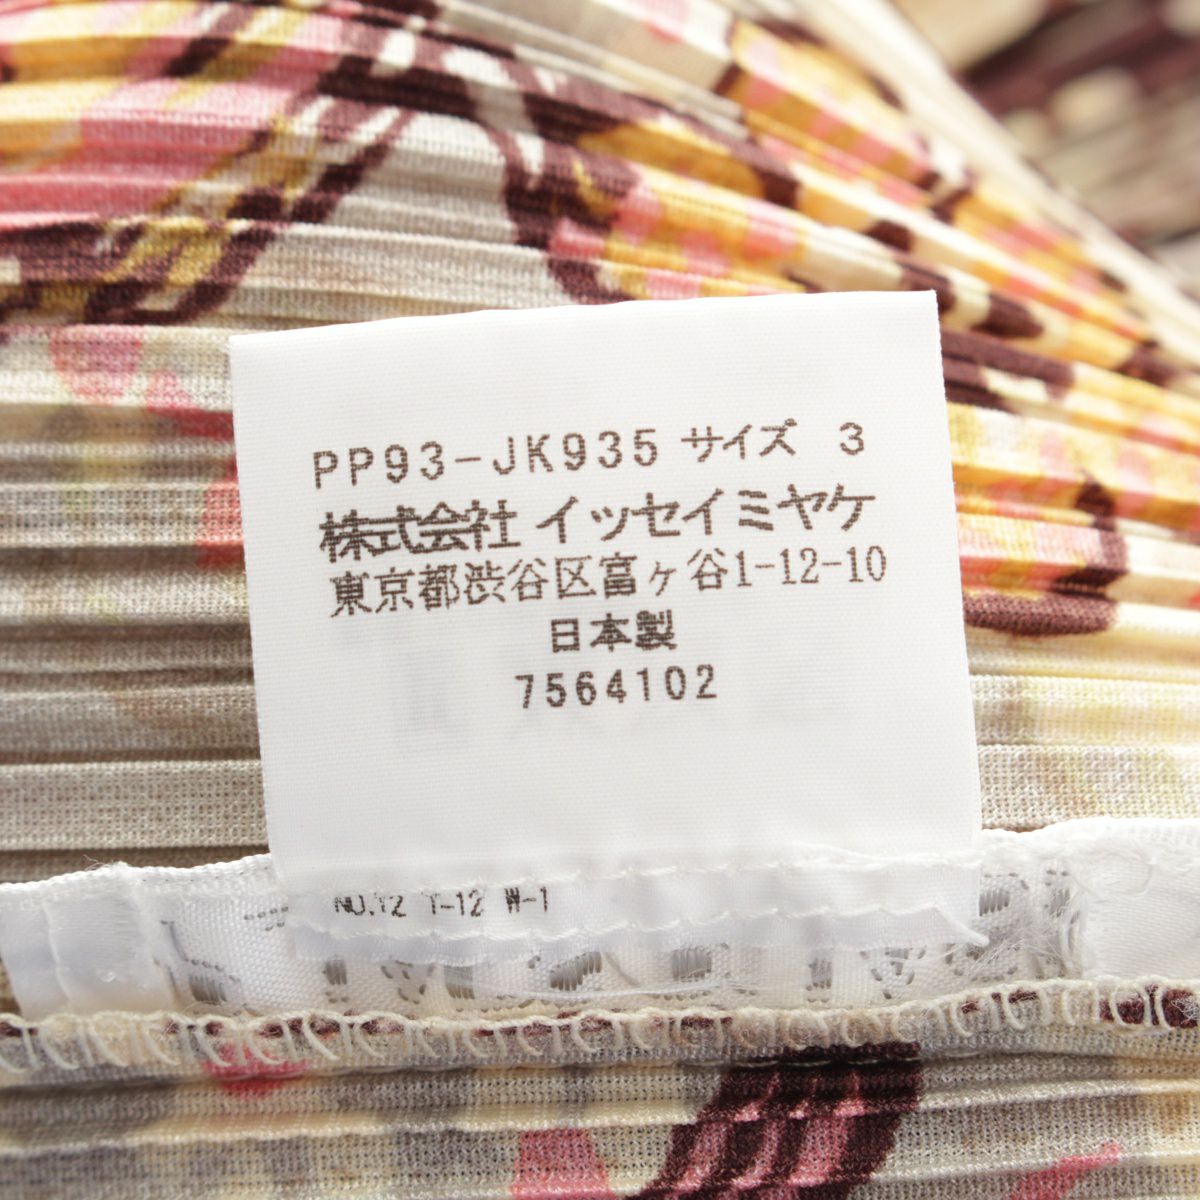 PP93-JK935 サイズ 3
株式会社 イッセイミヤケ
東京都渋谷区富ヶ谷1-12-10
日本製
7564102
NO.12 T-12 W-1